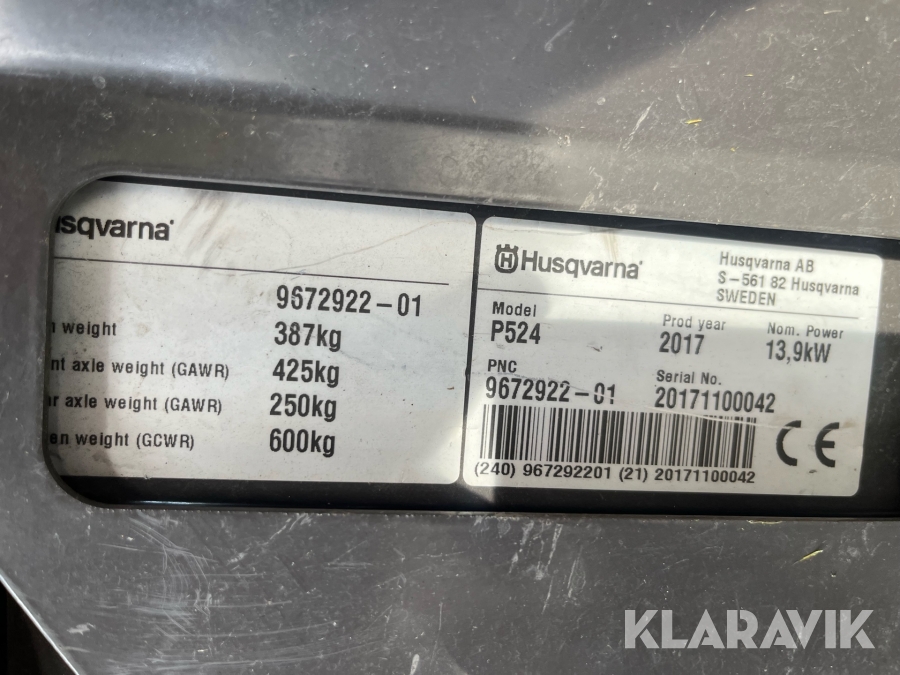 usqvarna
9672922-01
n weight 387kg
nt axle weight (GAWR) 425kg
ar axle weight (GAWR) 250kg
en weight (GCWR) 600kg
Husqvarna
Husqvarna AB
S-561 82 Husqvarna
SWEDEN
Model
P524
Prod year
2017
Nom. Power
13,9kW
PNC
9672922-01
Serial No.
20171100042
CE
(240) 967292201 (21) 20171100042
KLARAVIK